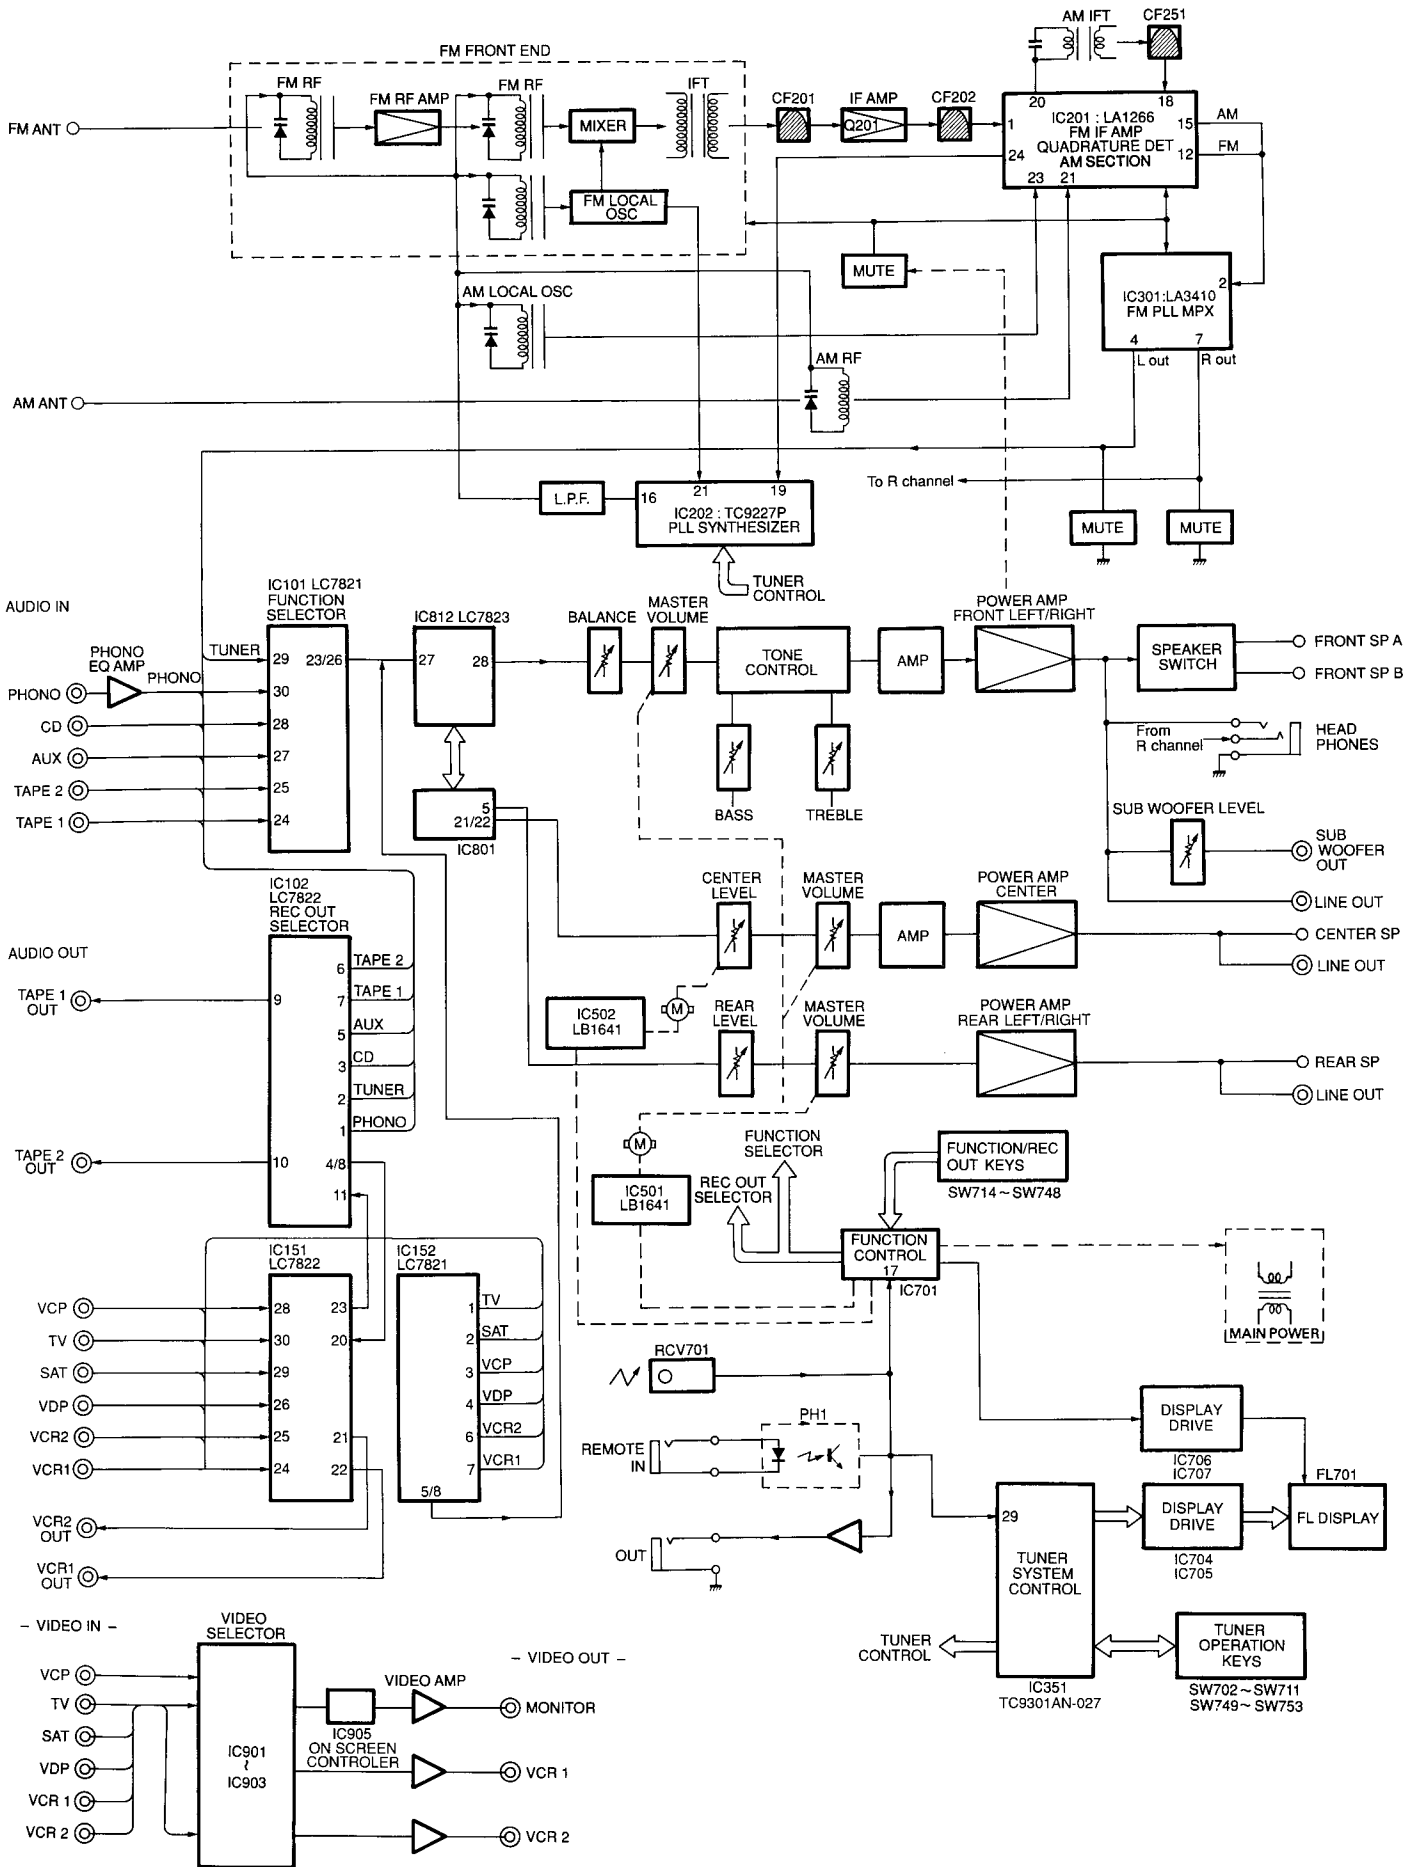 AM IFT
CF251
FM FRONT END
FM RF
FM RF AMP
FM RF
IFT
CF201
IF AMP
CF202
20
18
FM ANT
MIXER
Q201
1
IC201 : LA1266
FM IF AMP
QUADRATURE DET
AM SECTION
15
AM
24
12
FM
23
21
FM LOCAL
OSC
MUTE
2
IC301:LA3410
FM PLL MPX
4
7
L out
R out
AM LOCAL OSC
AM RF
AM ANT
To R channel
L.P.F.
16
21
19
IC202 : TC9227P
PLL SYNTHESIZER
MUTE
MUTE
TUNER
CONTROL
AUDIO IN
IC101 LC7821
FUNCTION
SELECTOR
IC812 LC7823
BALANCE
MASTER
VOLUME
POWER AMP
FRONT LEFT/RIGHT
PHONO
EQ AMP
TUNER
29
23/26
27
28
TONE
CONTROL
AMP
SPEAKER
SWITCH
FRONT SP A
FRONT SP B
PHONO
PHONO
30
CD
28
AUX
27
TAPE 2
25
TAPE 1
24
From
R channel
HEAD
PHONES
5
21/22
IC801
BASS
TREBLE
SUB WOOFER LEVEL
SUB
WOOFER
OUT
LINE OUT
IC102
LC7822
REC OUT
SELECTOR
CENTER
LEVEL
MASTER
VOLUME
AMP
POWER AMP
CENTER
CENTER SP
LINE OUT
AUDIO OUT
TAPE 1
OUT
9
6
TAPE 2
7
TAPE 1
5
AUX
3
CD
2
TUNER
1
PHONO
IC502
LB1641
M
REAR
LEVEL
MASTER
VOLUME
POWER AMP
REAR LEFT/RIGHT
REAR SP
LINE OUT
TAPE 2
OUT
10
4/8
11
M
IC501
LB1641
FUNCTION
SELECTOR
REC OUT
SELECTOR
FUNCTION/REC
OUT KEYS
SW714~SW748
FUNCTION
CONTROL
17
IC701
MAIN POWER
IC151
LC7822
IC152
LC7821
VCP
28
23
TV
30
20
SAT
29
VDP
26
VCR2
25
21
VCR1
24
22
1
TV
2
SAT
3
VCP
4
VDP
6
VCR2
7
VCR1
5/8
VCR2
OUT
VCR1
OUT
RCV701
PH1
REMOTE
IN
OUT
DISPLAY
DRIVE
IC706
IC707
FL701
29
TUNER
SYSTEM
CONTROL
DISPLAY
DRIVE
FL DISPLAY
IC704
IC705
TUNER
CONTROL
TUNER
OPERATION
KEYS
IC351
TC9301AN-027
SW702~SW711
SW749~SW753
– VIDEO IN –
VIDEO
SELECTOR
– VIDEO OUT –
VCP
TV
SAT
VDP
VCR 1
VCR 2
IC901
~
IC903
VIDEO AMP
IC905
ON SCREEN
CONTROLER
MONITOR
VCR 1
VCR 2